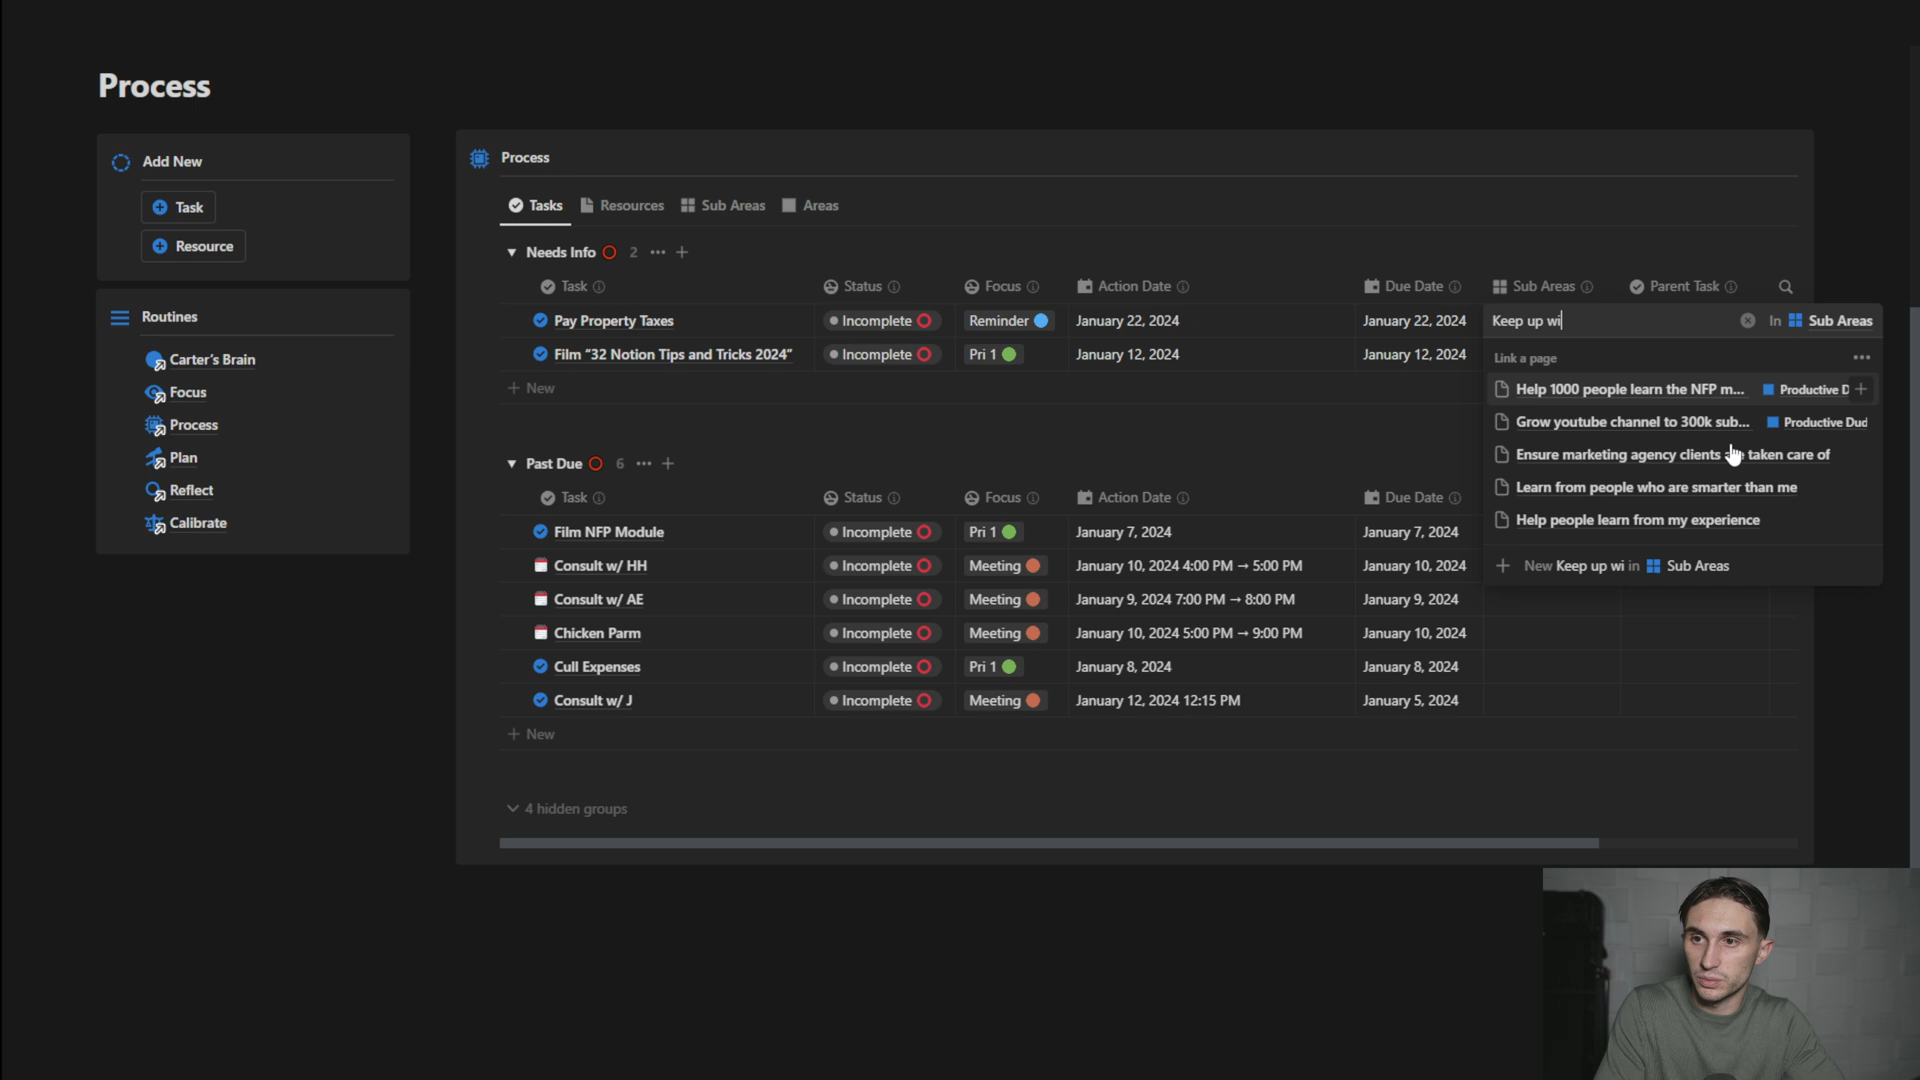 Process
Add New
Task
Resource
Routines
Carter's Brain
Focus
Process
Plan
Reflect
Calibrate
Process
Tasks Resources Sub Areas Areas
Needs Info 2
Task Status Focus Action Date Due Date Sub Areas Parent Task
Pay Property Taxes Incomplete Reminder January 22, 2024 January 22, 2024
Film “32 Notion Tips and Tricks 2024” Incomplete Pri 1 January 12, 2024 January 12, 2024
+ New
Keep up wi In Sub Areas
Link a page
Help 1000 people learn the NFP m... Productive D
Grow youtube channel to 300k sub... Productive Dud
Ensure marketing agency clients taken care of
Learn from people who are smarter than me
Help people learn from my experience
+ New Keep up wi in Sub Areas
Past Due 6
Task Status Focus Action Date Due Date
Film NFP Module Incomplete Pri 1 January 7, 2024 January 7, 2024
Consult w/ HH Incomplete Meeting January 10, 2024 4:00 PM → 5:00 PM January 10, 2024
Consult w/ AE Incomplete Meeting January 9, 2024 7:00 PM → 8:00 PM January 9, 2024
Chicken Parm Incomplete Meeting January 10, 2024 5:00 PM → 9:00 PM January 10, 2024
Cull Expenses Incomplete Pri 1 January 8, 2024 January 8, 2024
Consult w/ J Incomplete Meeting January 12, 2024 12:15 PM January 5, 2024
+ New
4 hidden groups